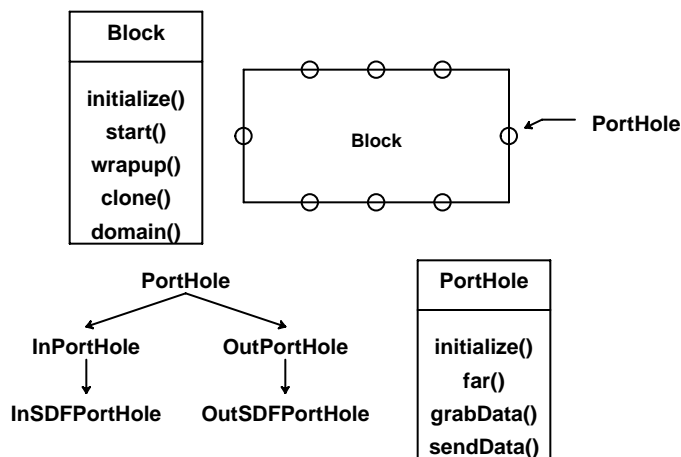 Block
initialize()
start()
wrapup()
clone()
domain()
Block
PortHole
PortHole
InPortHole
OutPortHole
InSDFPortHole
OutSDFPortHole
PortHole
initialize()
far()
grabData()
sendData()